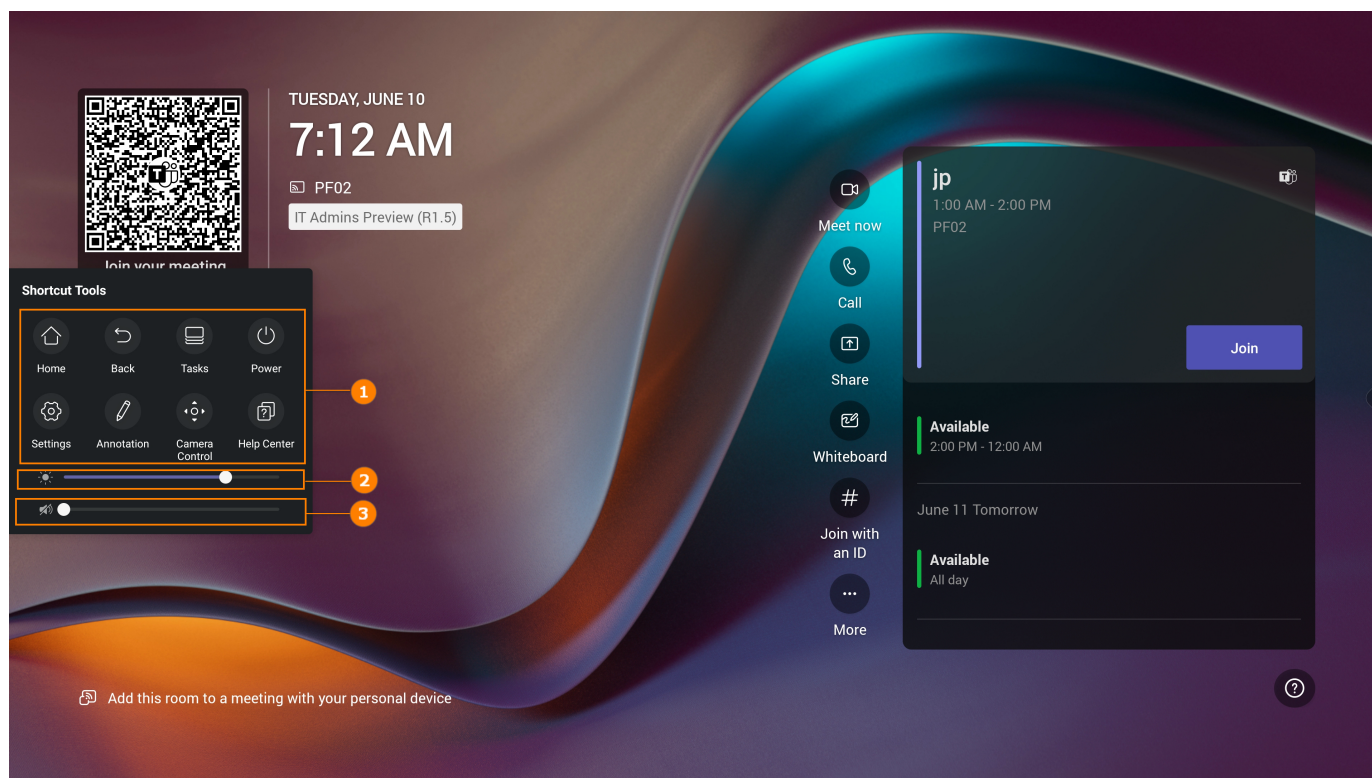 TUESDAY, JUNE 10
7:12 AM
PF02
IT Admins Preview (R1.5)
Join your meeting
Shortcut Tools
Home
Back
Tasks
Power
Settings
Annotation
Camera
Control
Help Center
1
2
3
Meet now
Call
Share
Whiteboard
#
Join with
an ID
More
jp
1:00 AM - 2:00 PM
PF02
Join
Available
2:00 PM - 12:00 AM
June 11 Tomorrow
Available
All day
Add this room to a meeting with your personal device